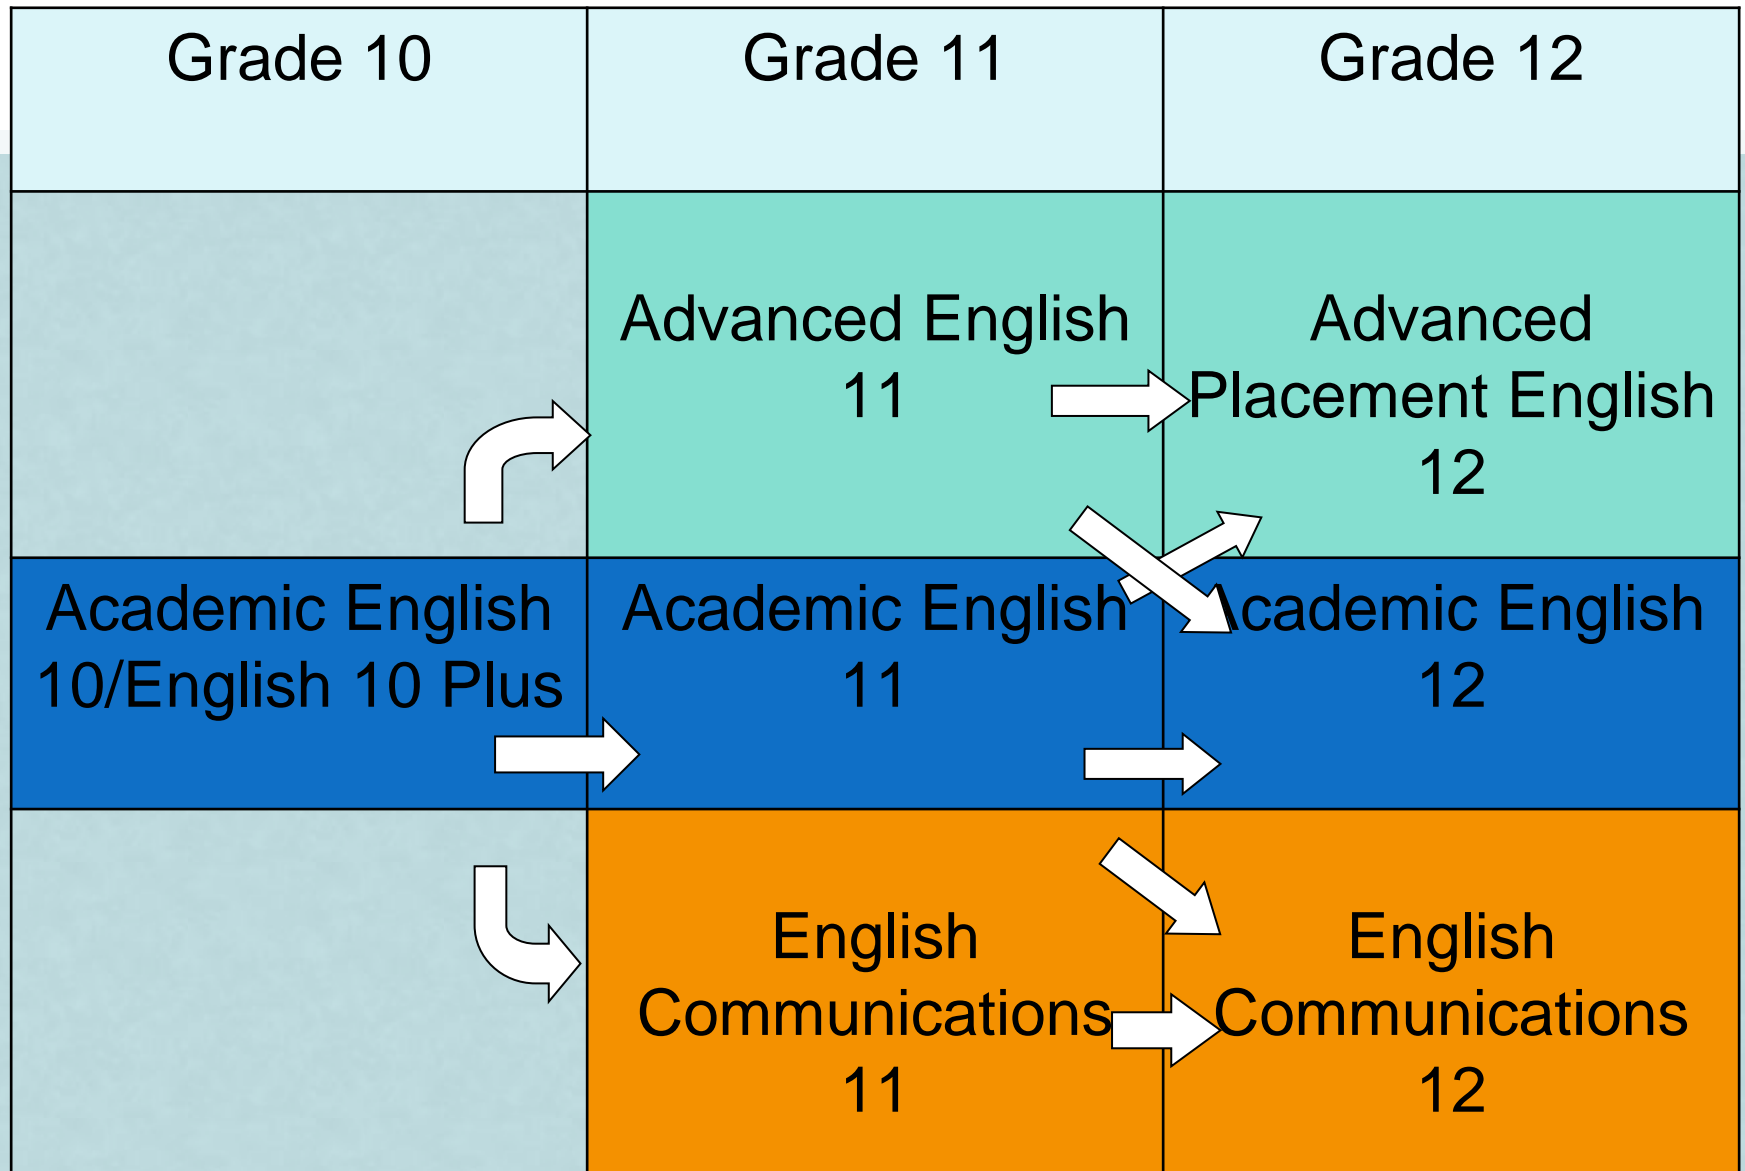 Grade 10
Grade 11
Grade 12
Advanced English
11
Advanced
Placement English
12
Academic English
10/English 10 Plus
Academic English
11
Academic English
12
English
Communications
11
English
Communications
12